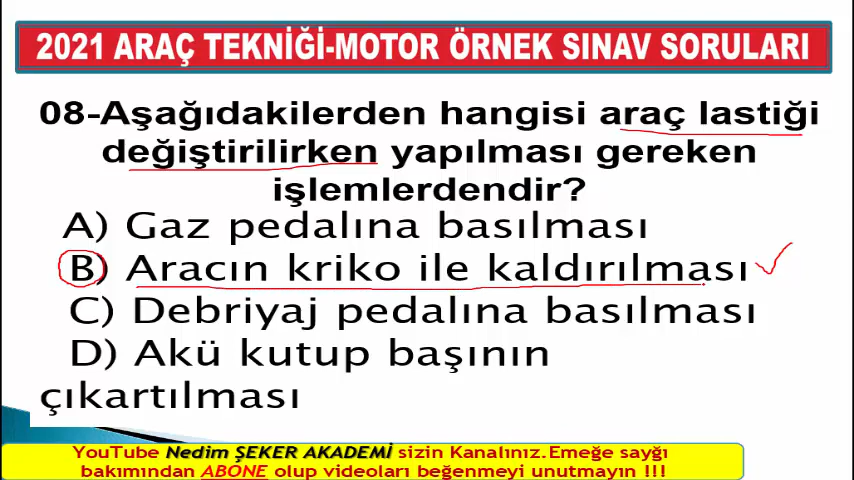 2021 ARAÇ TEKNİĞİ-MOTOR ÖRNEK SINAV SORULARI
08-Aşağıdakilerden hangisi araç lastiği
değiştirilirken yapılması gereken
işlemlerdendir?
A) Gaz pedalına basılması
B) Aracın kriko ile kaldırılması
C) Debriyaj pedalına basılması
D) Akü kutup başının
çıkartılması
YouTube Nedim ŞEKER AKADEMİ sizin Kanalınız.Emeğe saygı
bakımından ABONE olup videoları beğenmeyi unutmayın !!!